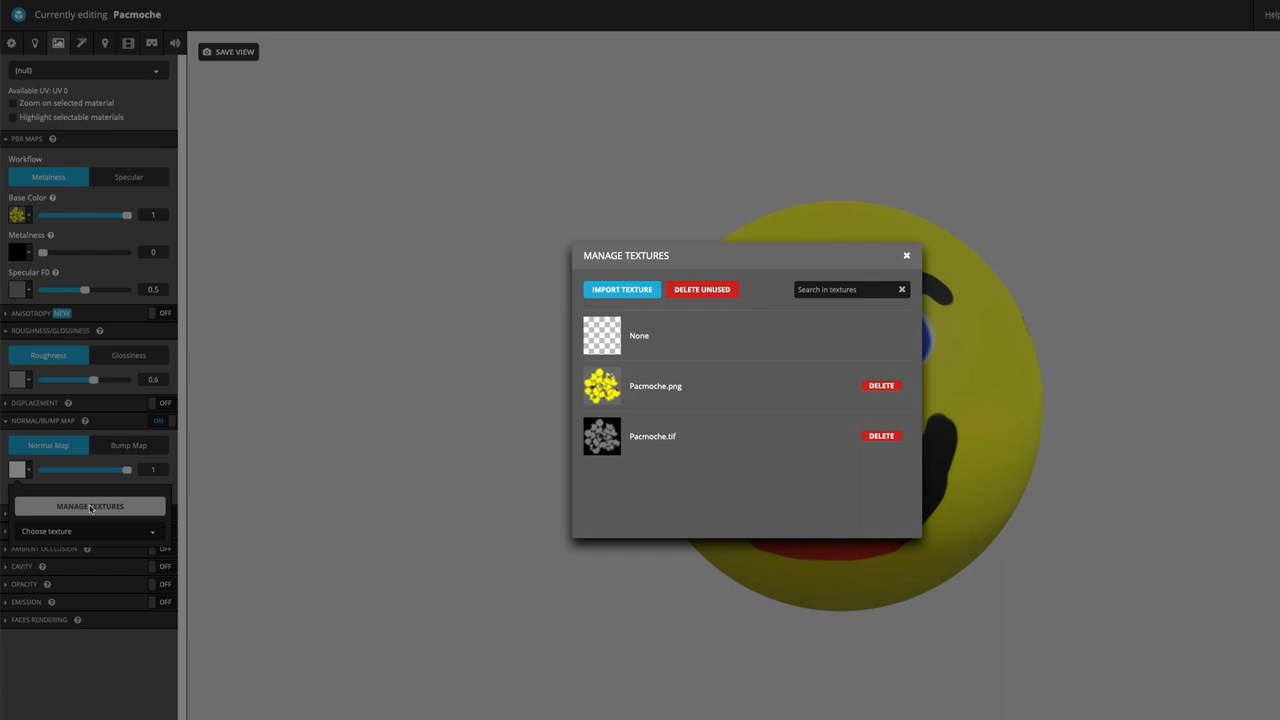 Currently editing Pacmoche
Help
SAVE VIEW
(null)
Available UV: UV 0
Zoom on selected material
Highlight selectable materials
PBR MAPS
Workflow
Metalness Specular
Base Color
1
Metalness
0
Specular F0
0.5
ANISOTROPY NEW OFF
ROUGHNESS/GLOSSINESS
Roughness Glossiness
0.6
DISPLACEMENT OFF
NORMAL/BUMP MAP ON
Normal Map Bump Map
1
MANAGE TEXTURES
Choose texture
AMBIENT OCCLUSION OFF
CAVITY OFF
OPACITY OFF
EMISSION OFF
FACES RENDERING
MANAGE TEXTURES
IMPORT TEXTURE DELETE UNUSED Search in textures
None
Pacmoche.png DELETE
Pacmoche.tif DELETE